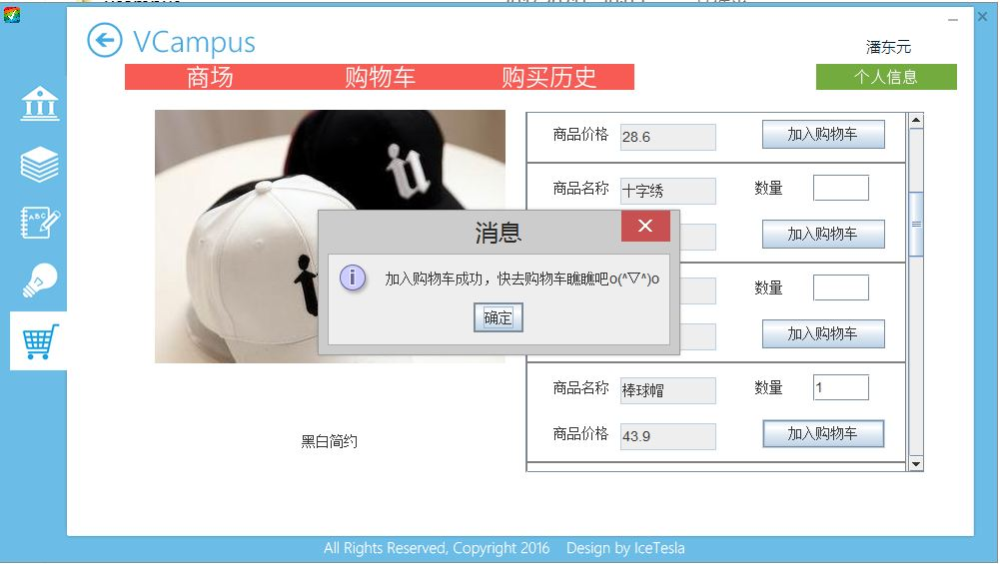 VCampus
潘东元
商场 购物车 购买历史
个人信息
商品价格 28.6 加入购物车
商品名称 十字绣 数量
加入购物车
数量
加入购物车
商品名称 棒球帽 数量 1
商品价格 43.9 加入购物车
消息
加入购物车成功，快去购物车瞧瞧吧o(^▽^)o
确定
黑白简约
ABC
All Rights Reserved, Copyright 2016 Design by IceTesla